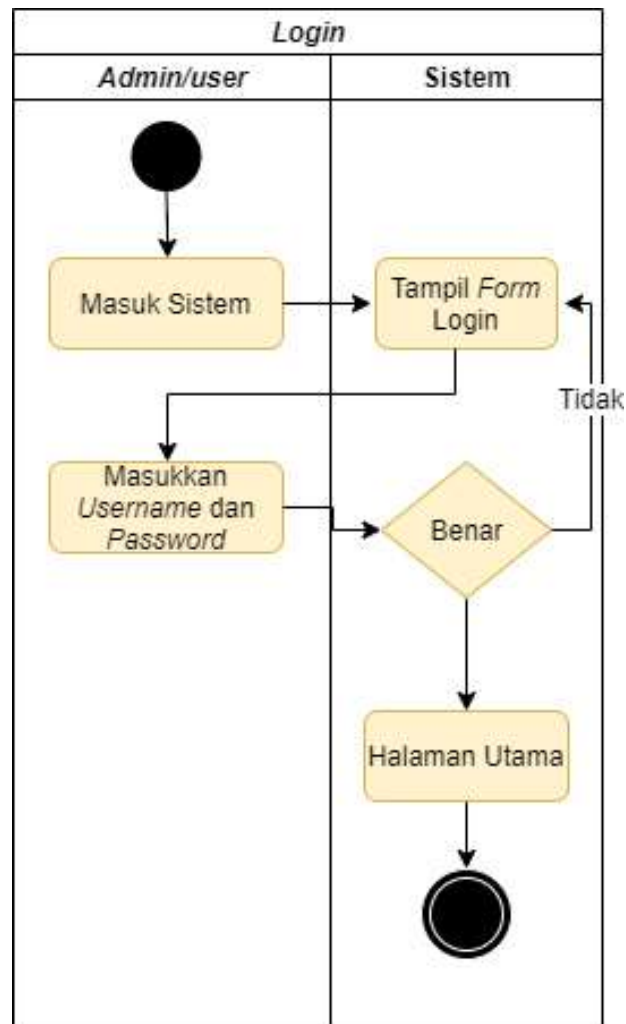 Login
Admin/user
Sistem
Masuk Sistem
Tampil Form
Login
Tidak
Masukkan
Username dan
Password
Benar
Halaman Utama